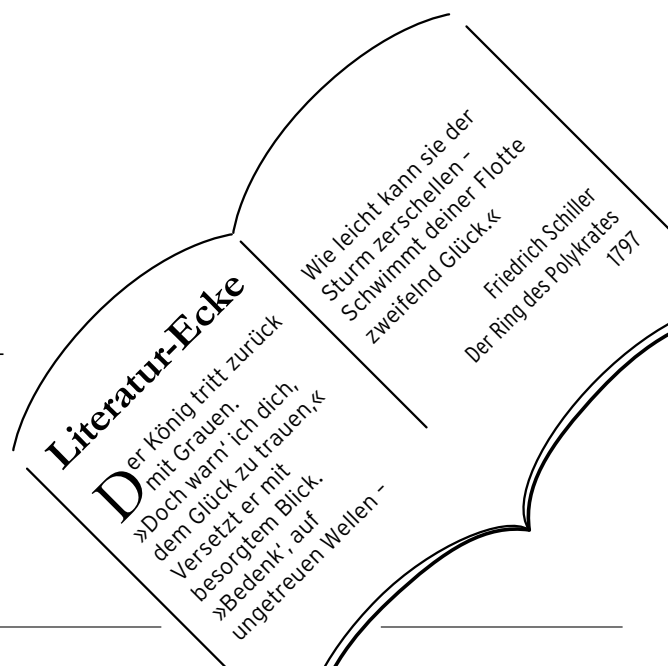 Literatur-Ecke
Der König tritt zurück
mit Grauen.
»Doch warn' ich dich,
dem Glück zu trauen,«
Versetzt er mit
besorgtem Blick.
»Bedenk', auf
ungetreuen Wellen –
Wie leicht kann sie der
Sturm zerschellen –
Schwimmt deiner Flotte
zweifelnd Glück.«
Friedrich Schiller
Der Ring des Polykrates
1797